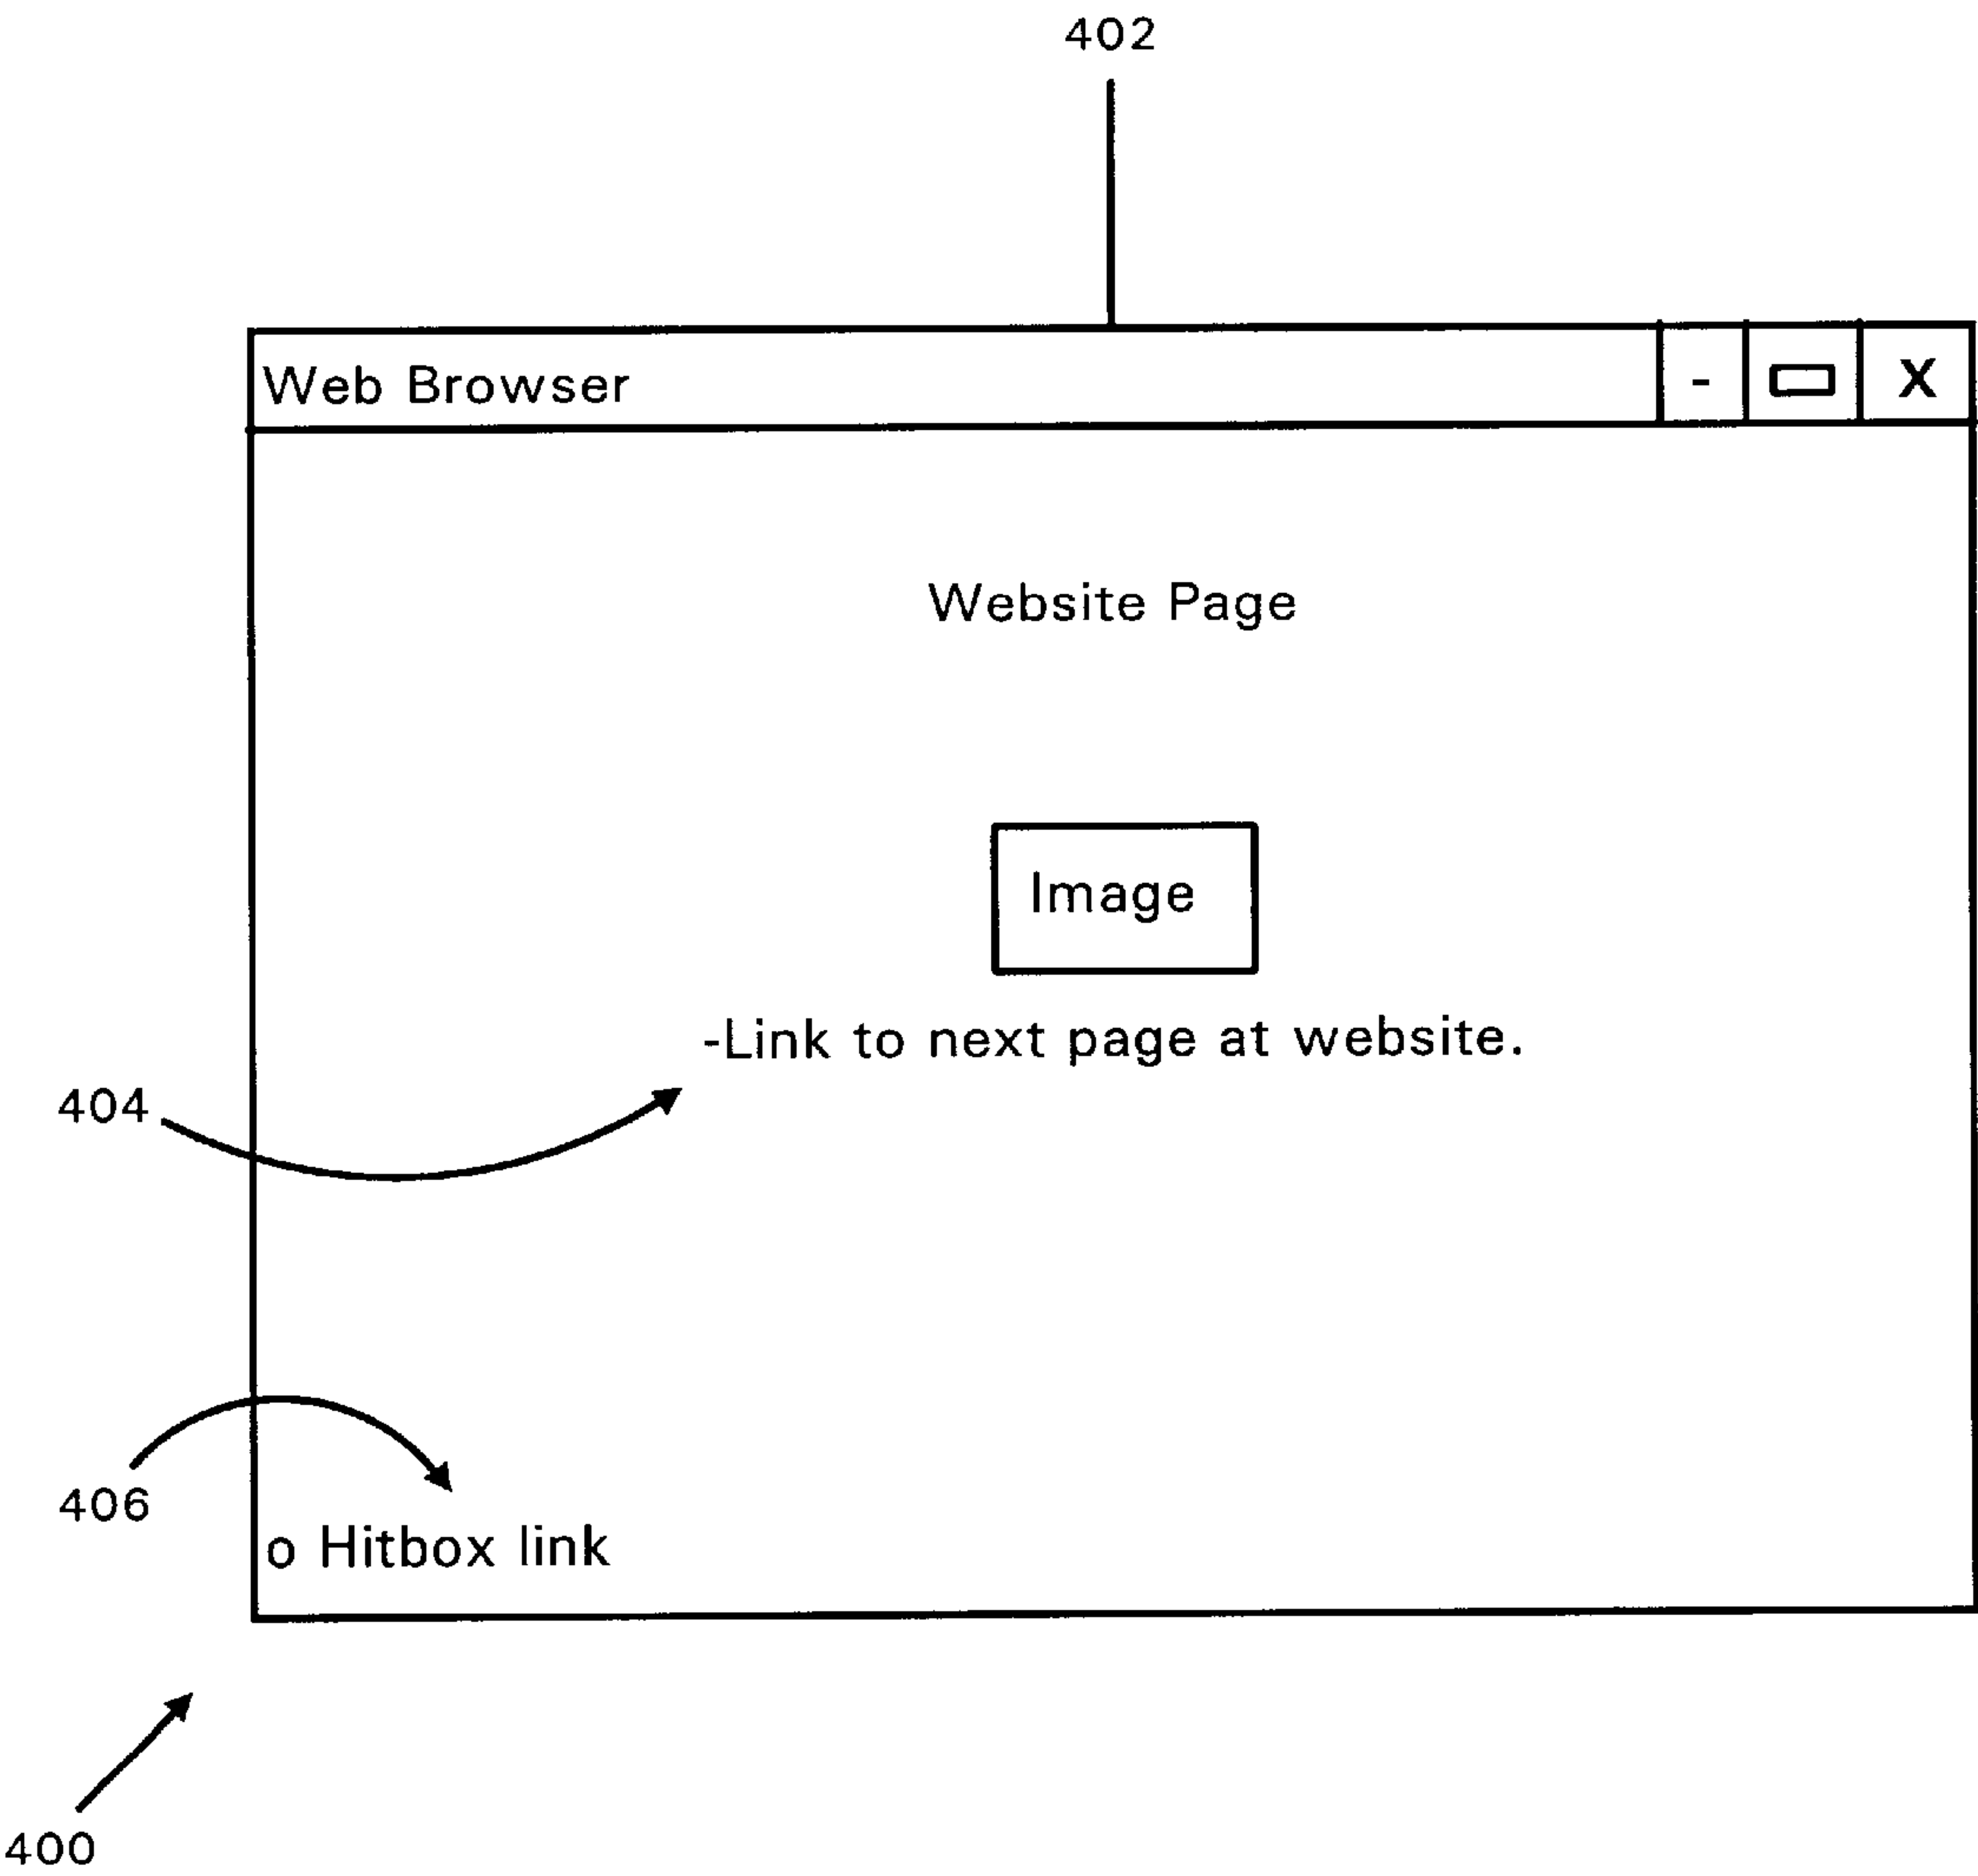 402
Web Browser - X
Website Page
Image
-Link to next page at website.
404
406
o Hitbox link
400